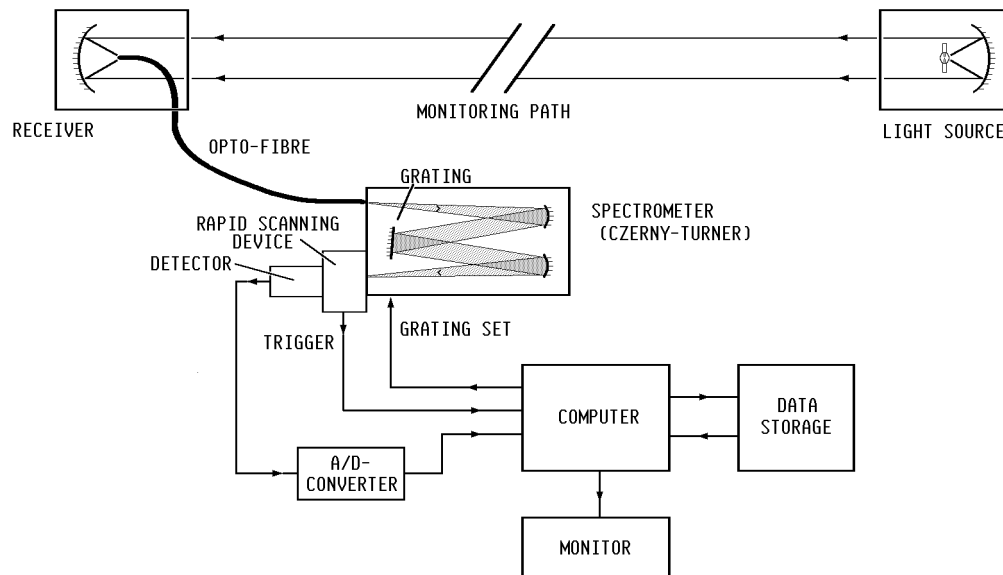 RECEIVER
MONITORING PATH
LIGHT SOURCE
OPTO-FIBRE
GRATING
SPECTROMETER
(CZERNY-TURNER)
RAPID SCANNING
DEVICE
DETECTOR
TRIGGER
GRATING SET
COMPUTER
DATA
STORAGE
A/D-
CONVERTER
MONITOR